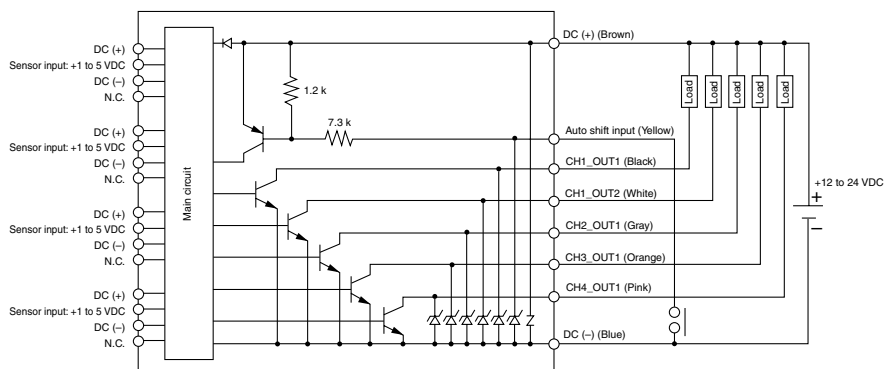 DC (+)
Sensor input: +1 to 5 VDC
DC (–)
N.C.
DC (+)
Sensor input: +1 to 5 VDC
DC (–)
N.C.
DC (+)
Sensor input: +1 to 5 VDC
DC (–)
N.C.
DC (+)
Sensor input: +1 to 5 VDC
DC (–)
N.C.
Main circuit
1.2 k
7.3 k
DC (+) (Brown)
Auto shift input (Yellow)
CH1_OUT1 (Black)
CH1_OUT2 (White)
CH2_OUT1 (Gray)
CH3_OUT1 (Orange)
CH4_OUT1 (Pink)
DC (–) (Blue)
Load
Load
Load
Load
Load
+12 to 24 VDC
+
–